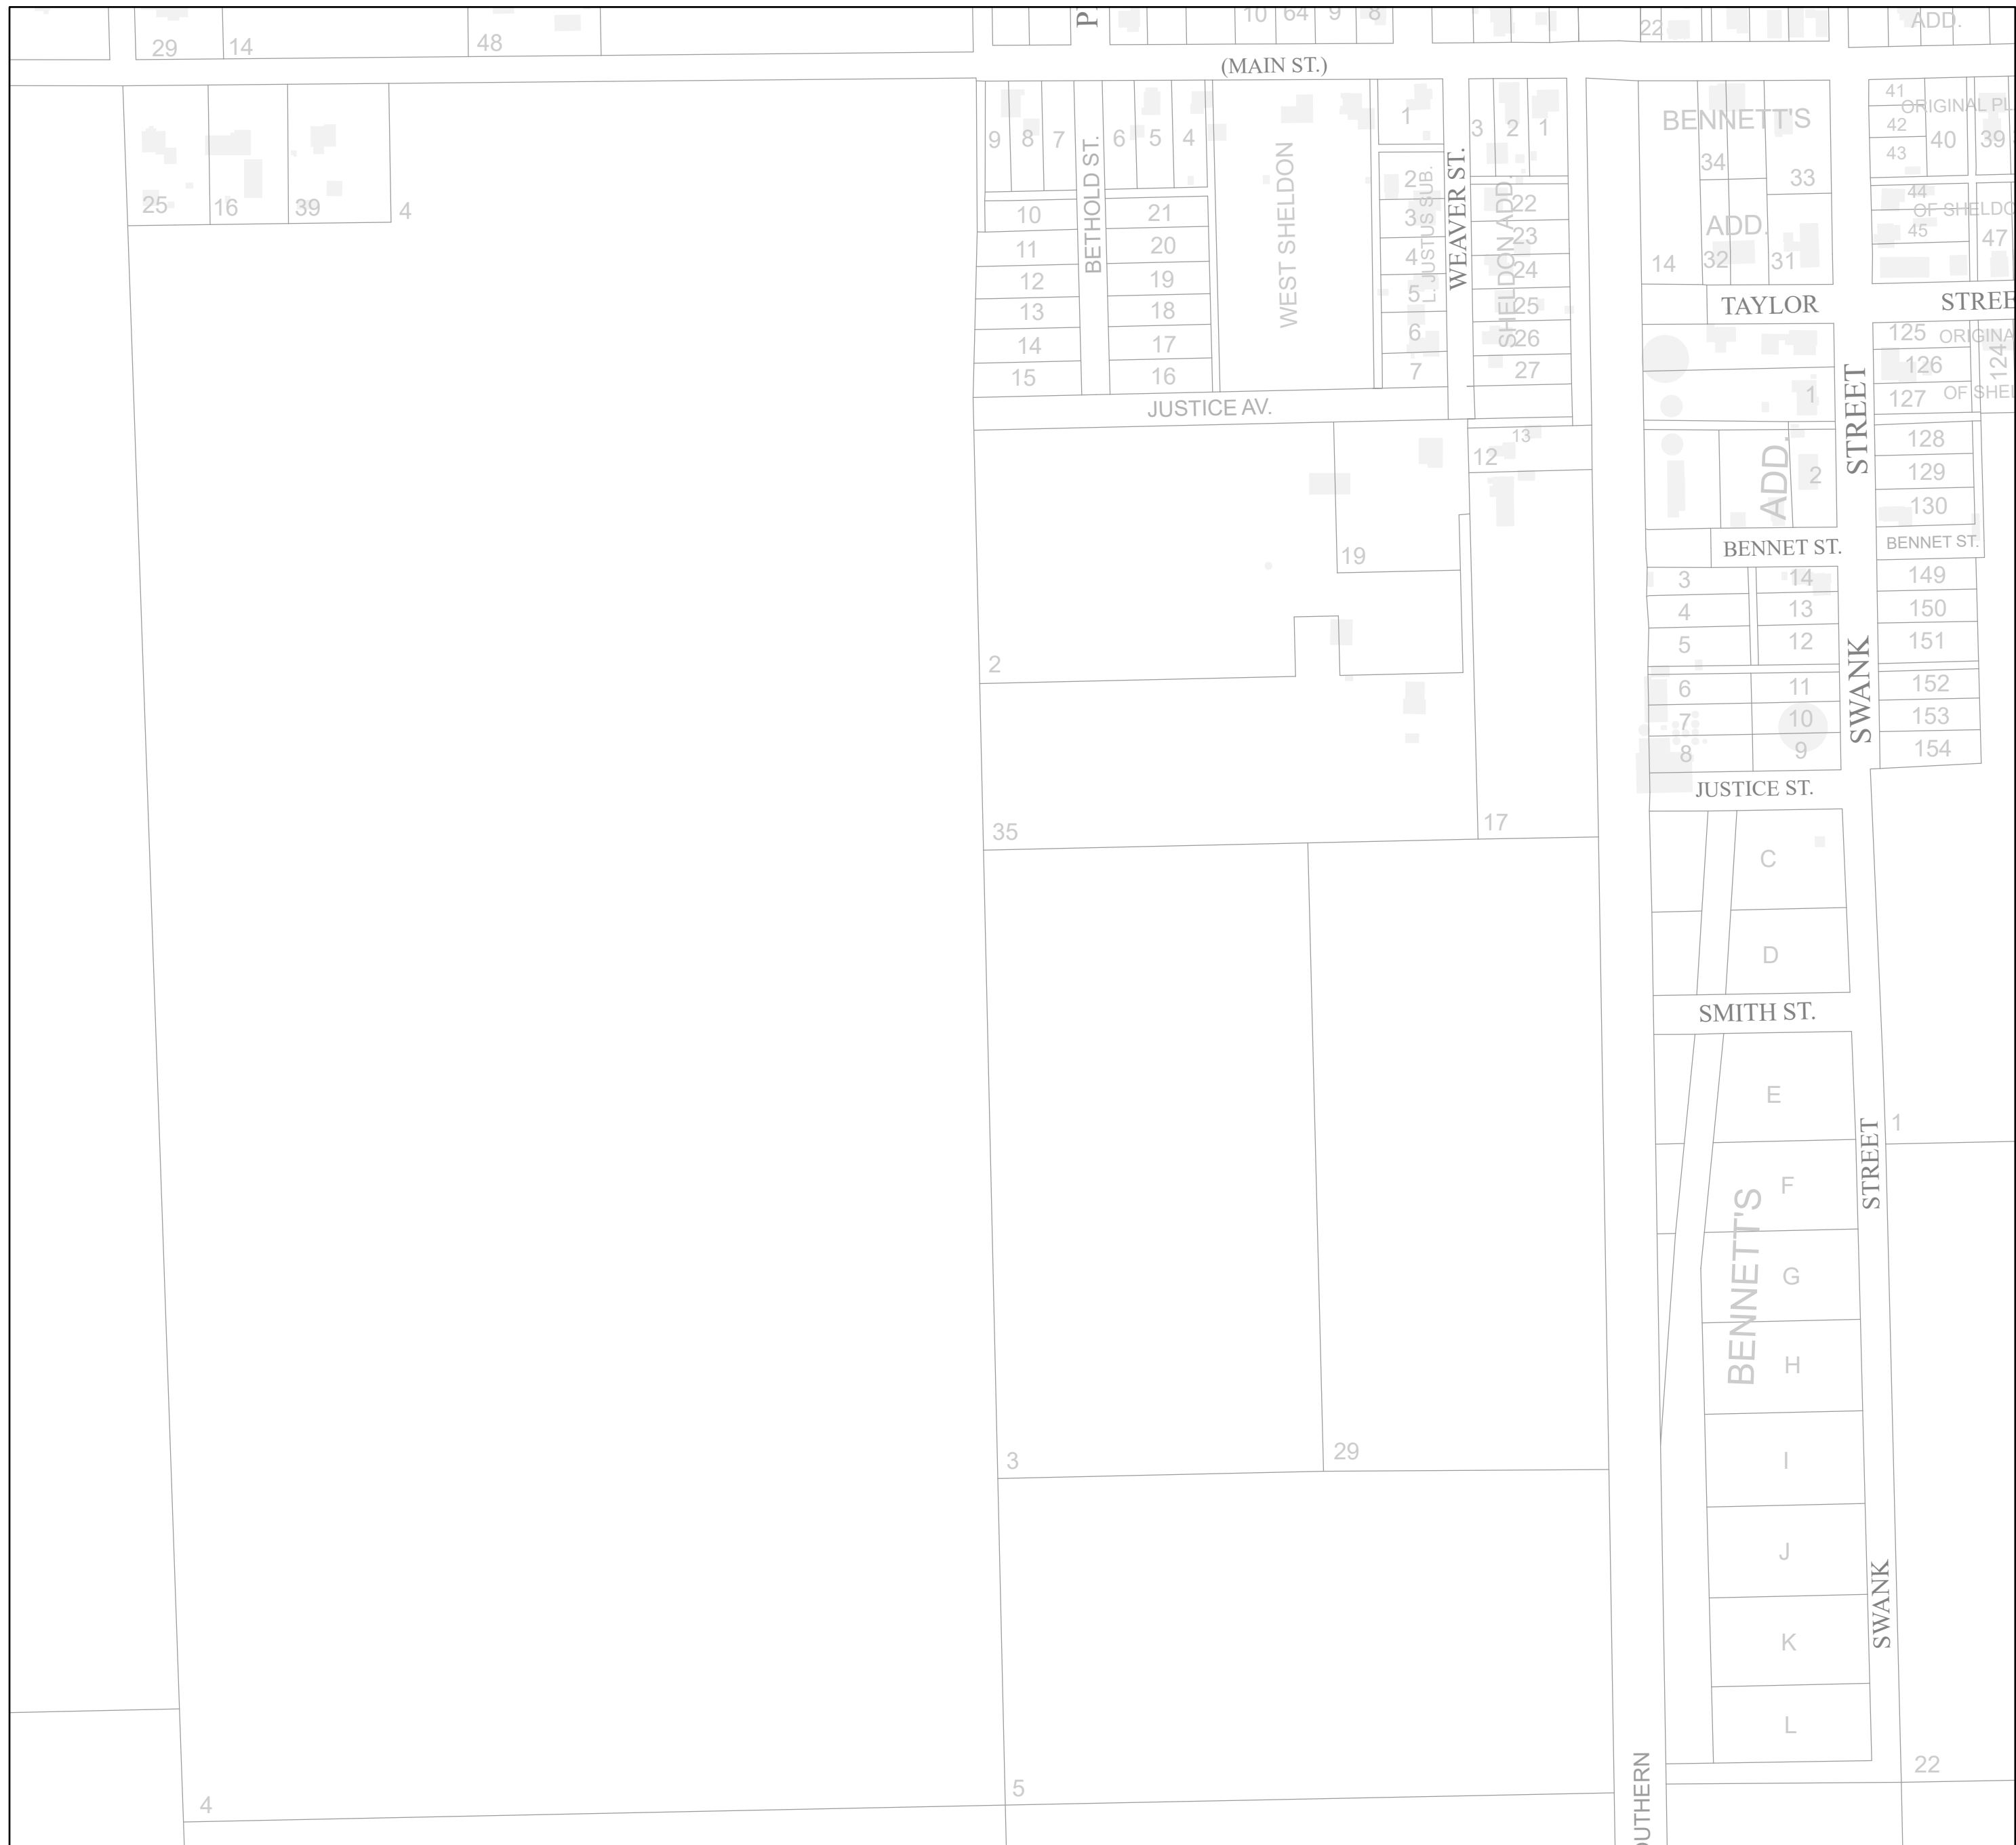 29 14 48 10 64 9 8 22 ADD.
(MAIN ST.)
9 8 7 6 5 4 1 3 2 1
BETHOLD ST.
WEST SHELDON
L. JUSTUS SUB.
WEAVER ST.
SHELDON ADD.
BENNETT'S
ADD.
34 33
14 32 31
41 ORIGINAL
42 40 39
43
44
OF
45 47
25 16 39 4
10 21 2 22
11 20 3 23
12 19 4 24
13 18 5 25
14 17 6 26
15 16 7 27
JUSTICE AV.
TAYLOR
125
126 124
127 OF
1
STREET
128
129
130
13
12
ADD.
2
19
BENNET ST. BENNET ST.
3 14 149
4 13 150
5 12 151
SWANK
2
6 11 152
7 10 153
8 9 154
JUSTICE ST.
35 17
C
D
SMITH ST.
E
1
STREET
F
BENNETT'S
G
H
3 29
I
J
SWANK
K
L
22
4 5